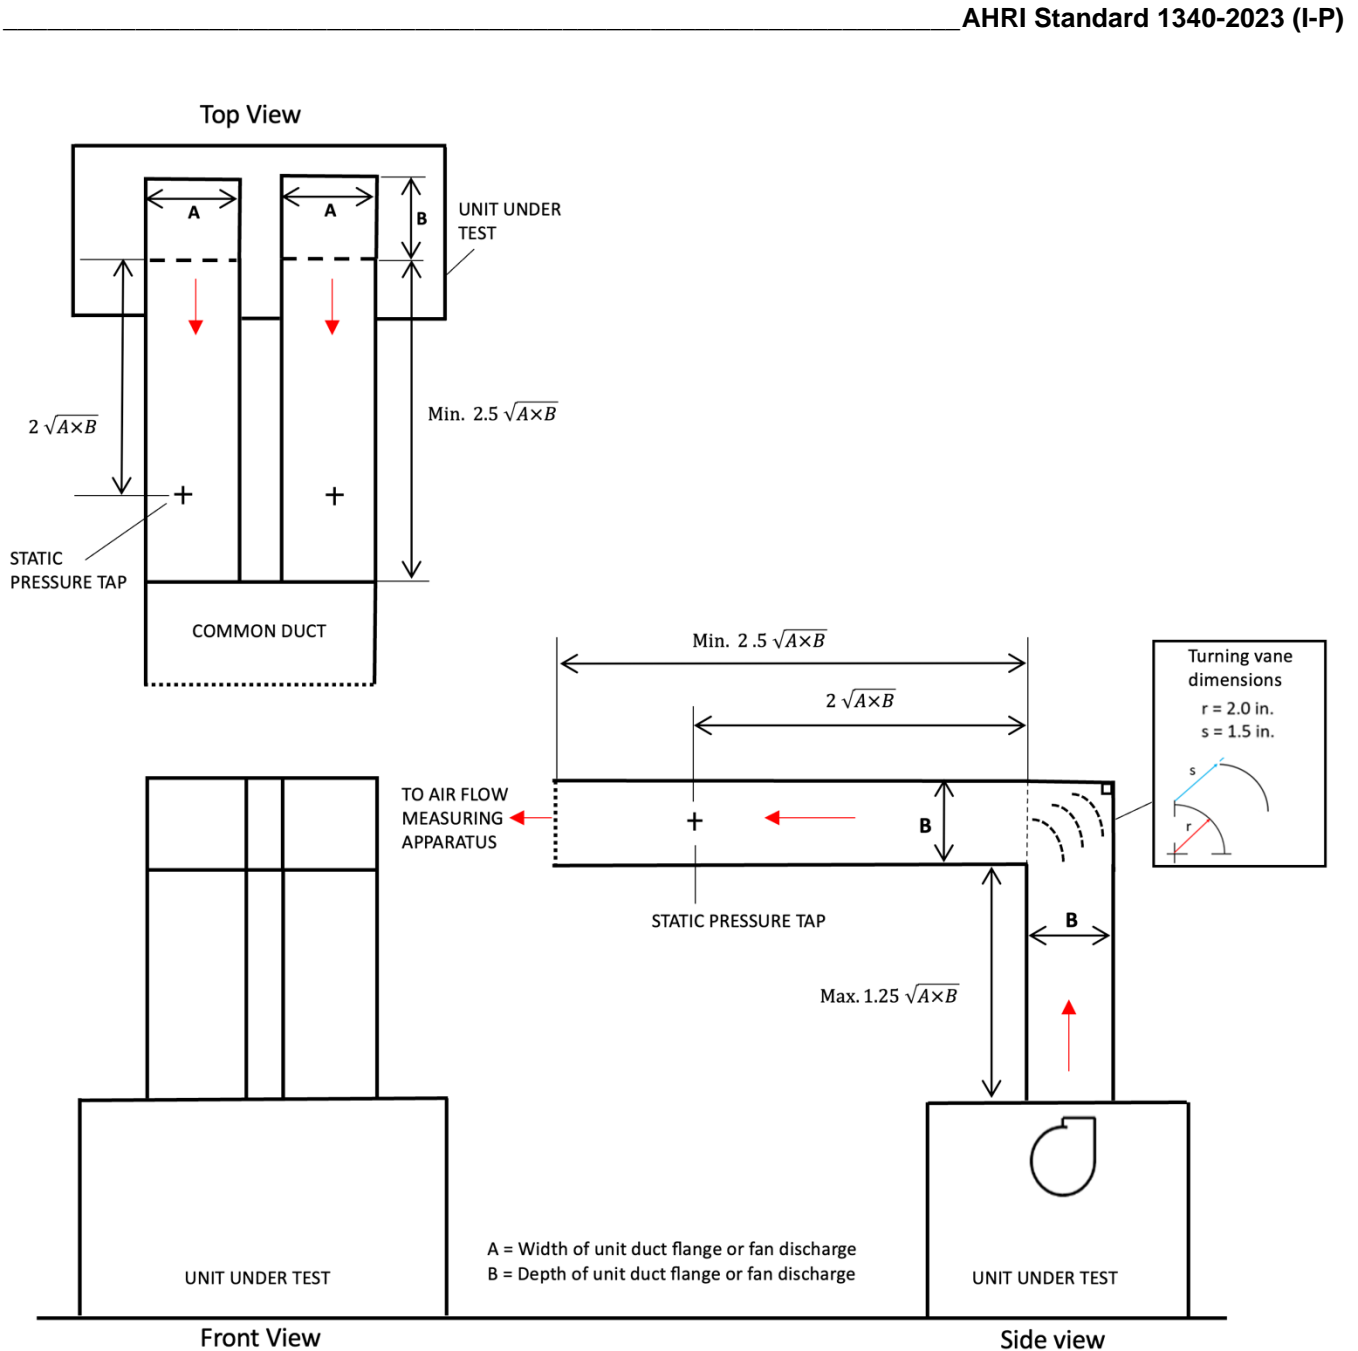 AHRI Standard 1340-2023 (I-P)
Top View
A
A
B
UNIT UNDER
TEST
2 √A×B
Min. 2.5 √A×B
STATIC
PRESSURE TAP
COMMON DUCT
Min. 2 .5 √A×B
2 √A×B
Turning vane
dimensions
r = 2.0 in.
s = 1.5 in.
s
r
TO AIR FLOW
MEASURING
APPARATUS
B
STATIC PRESSURE TAP
B
Max. 1.25 √A×B
A = Width of unit duct flange or fan discharge
B = Depth of unit duct flange or fan discharge
UNIT UNDER TEST
UNIT UNDER TEST
Front View
Side view